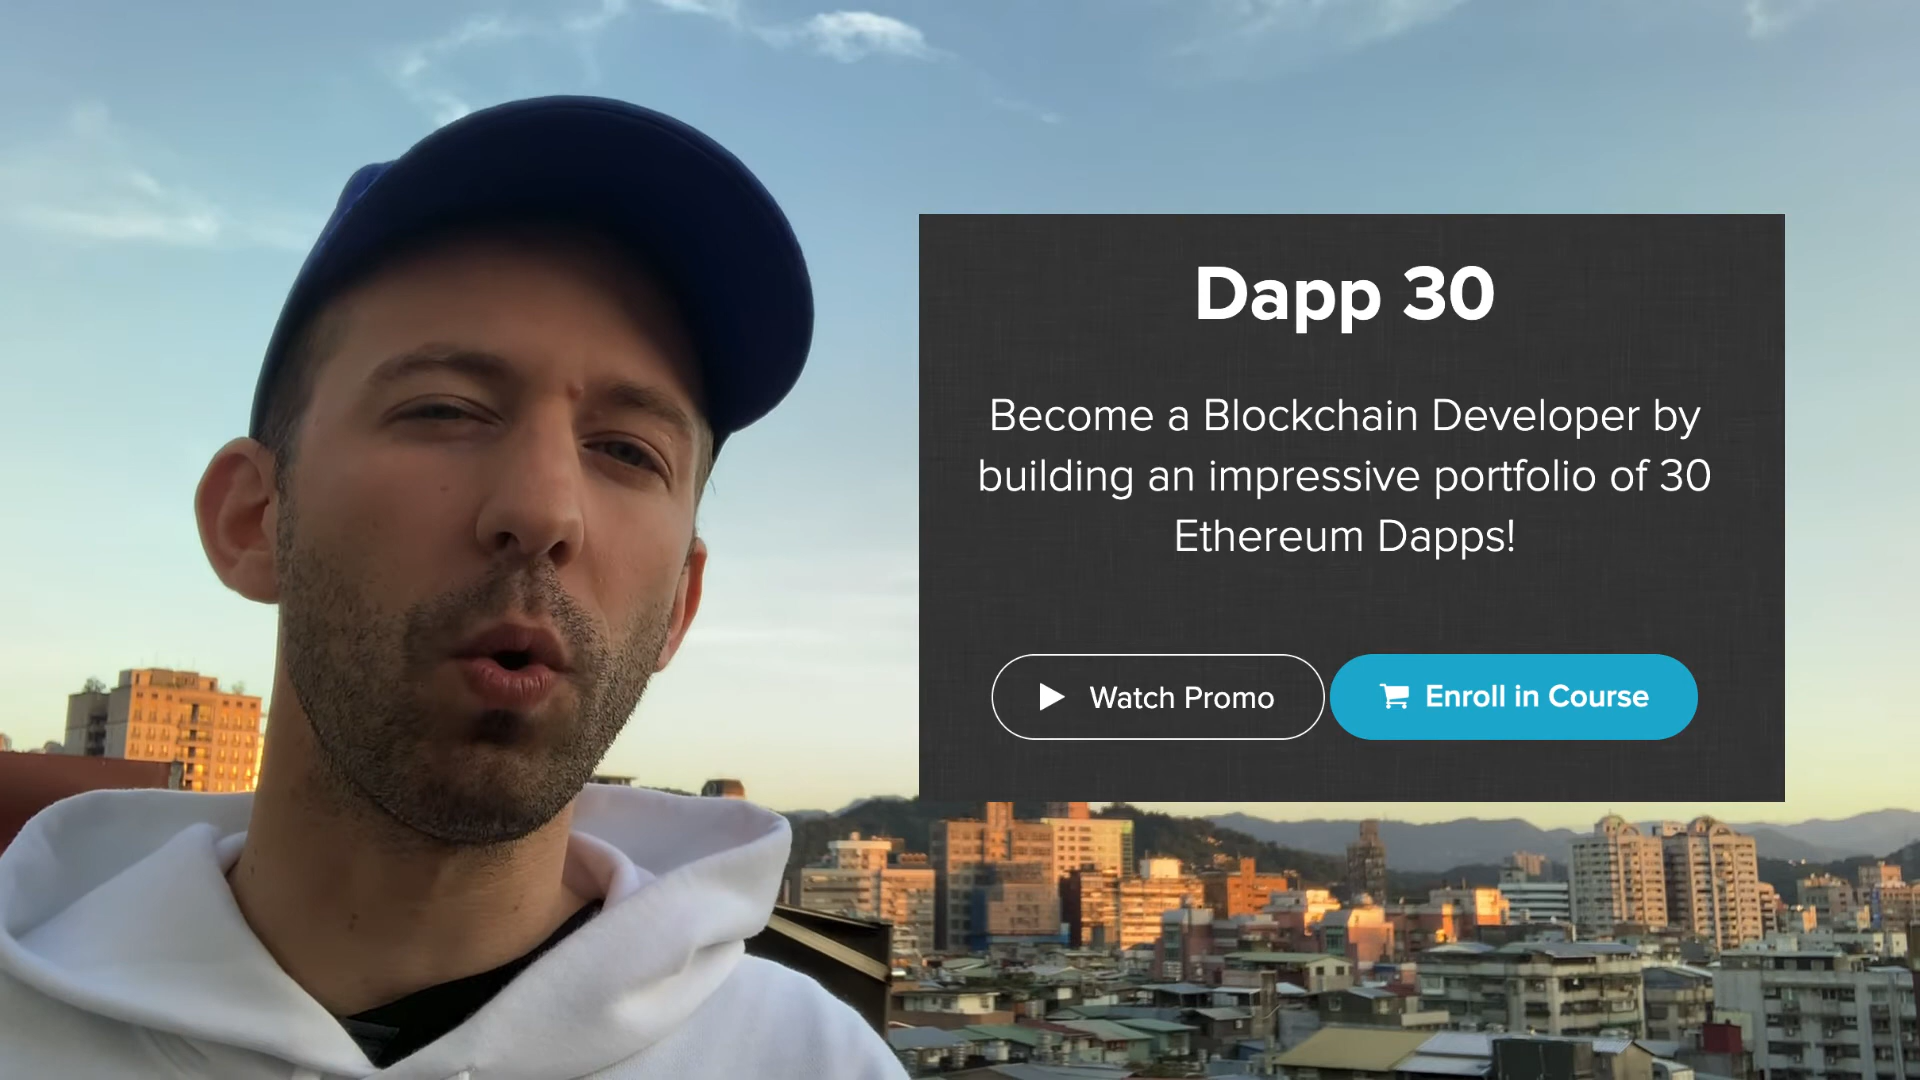 Dapp 30
Become a Blockchain Developer by
building an impressive portfolio of 30
Ethereum Dapps!
Watch Promo
Enroll in Course